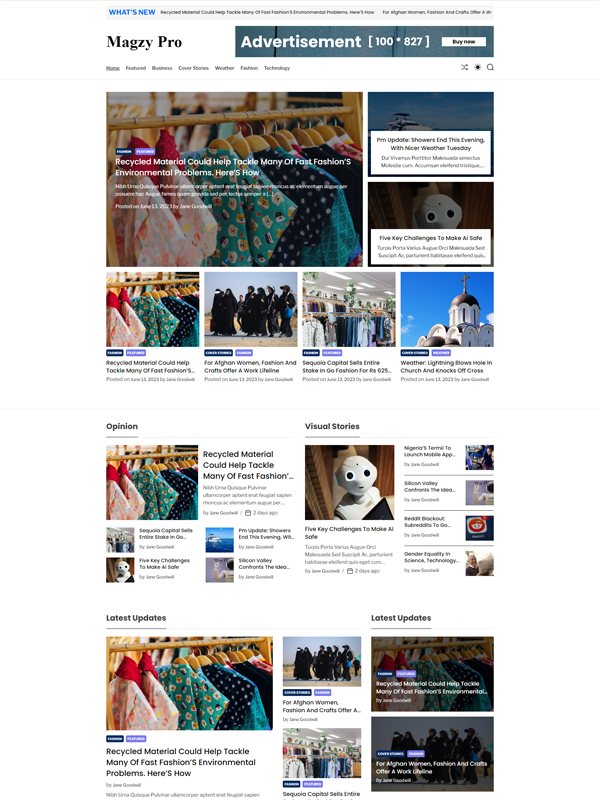 WHAT'S NEW
Recycled Material Could Help Tackle Many Of Fast Fashion'S Environmental Problems. Here'S How
For Afghan Women, Fashion And Crafts Offer A W
Magzy Pro
Advertisement [ 100 * 827 ]
Buy now
Home Featured Business Cover Stories Weather Fashion Technology
FASHION FEATURED
Recycled Material Could Help Tackle Many Of Fast Fashion'S
Environmental Problems. Here'S How
Nibh Urna Quisque Pulvinar ullamcorper aptent erat feugiat sapien rhoncus ac elementum augue per
posuere hac Augue fames quam gravida sed per, lectus semper a [...]
Posted on June 13, 2023 by Jane Goodwill
Pm Update: Showers End This Evening,
With Nicer Weather Tuesday
Dui Vivamus Porttitor Malesuada senectus
Molestie cum. Accumsan eleifend tristique,...
Five Key Challenges To Make Ai Safe
Turpis Porta Varius Augue Orci Malesuada Sed
Suscipit Ac, parturient habitasse eleifend quis...
FASHION FEATURED
Recycled Material Could Help
Tackle Many Of Fast Fashion'S...
Posted on June 13, 2023 by Jane Goodwill
COVER STORIES FASHION
For Afghan Women, Fashion And
Crafts Offer A Work Lifeline
Posted on June 13, 2023 by Jane Goodwill
FASHION FEATURED
Sequoia Capital Sells Entire
Stake In Go Fashion For Rs 625...
Posted on June 13, 2023 by Jane Goodwill
COVER STORIES WEATHER
Weather: Lightning Blows Hole In
Church And Knocks Off Cross
Posted on June 13, 2023 by Jane Goodwill
Opinion
Recycled Material
Could Help Tackle
Many Of Fast Fashion'...
Nibh Urna Quisque Pulvinar
ullamcorper aptent erat feugiat sapien
rhoncus ac elementum augue per...
by Jane Goodwill / 2 days ago
Sequoia Capital Sells
Entire Stake In Go...
by Jane Goodwill
Pm Update: Showers
End This Evening, Wit...
by Jane Goodwill
Five Key Challenges
To Make Ai Safe
by Jane Goodwill
Silicon Valley
Confronts The Idea...
by Jane Goodwill
Visual Stories
Five Key Challenges To Make Ai
Safe
Turpis Porta Varius Augue Orci
Malesuada Sed Suscipit Ac, parturient
habitasse eleifend quis eget cum...
by Jane Goodwill / 2 days ago
Nigeria'S Termii To
Launch Mobile App...
by Jane Goodwill
Silicon Valley
Confronts The Idea...
by Jane Goodwill
Reddit Blackout:
Subreddits To Go...
by Jane Goodwill
Gender Equality In
Science, Technology...
by Jane Goodwill
Latest Updates
FASHION FEATURED
Recycled Material Could Help Tackle
Many Of Fast Fashion'S Environmental
Problems. Here'S How
by Jane Goodwill
Nibh Urna Quisque Pulvinar ullamcorper aptent erat feugiat sapien
COVER STORIES FASHION
For Afghan Women,
Fashion And Crafts Offer A...
by Jane Goodwill
FASHION FEATURED
Sequoia Capital Sells Entire
Latest Updates
FASHION FEATURED
Recycled Material Could Help Tackle
Many Of Fast Fashion'S Environmental...
by Jane Goodwill
COVER STORIES FASHION
For Afghan Women, Fashion And Crafts
Offer A Work Lifeline
by Jane Goodwill